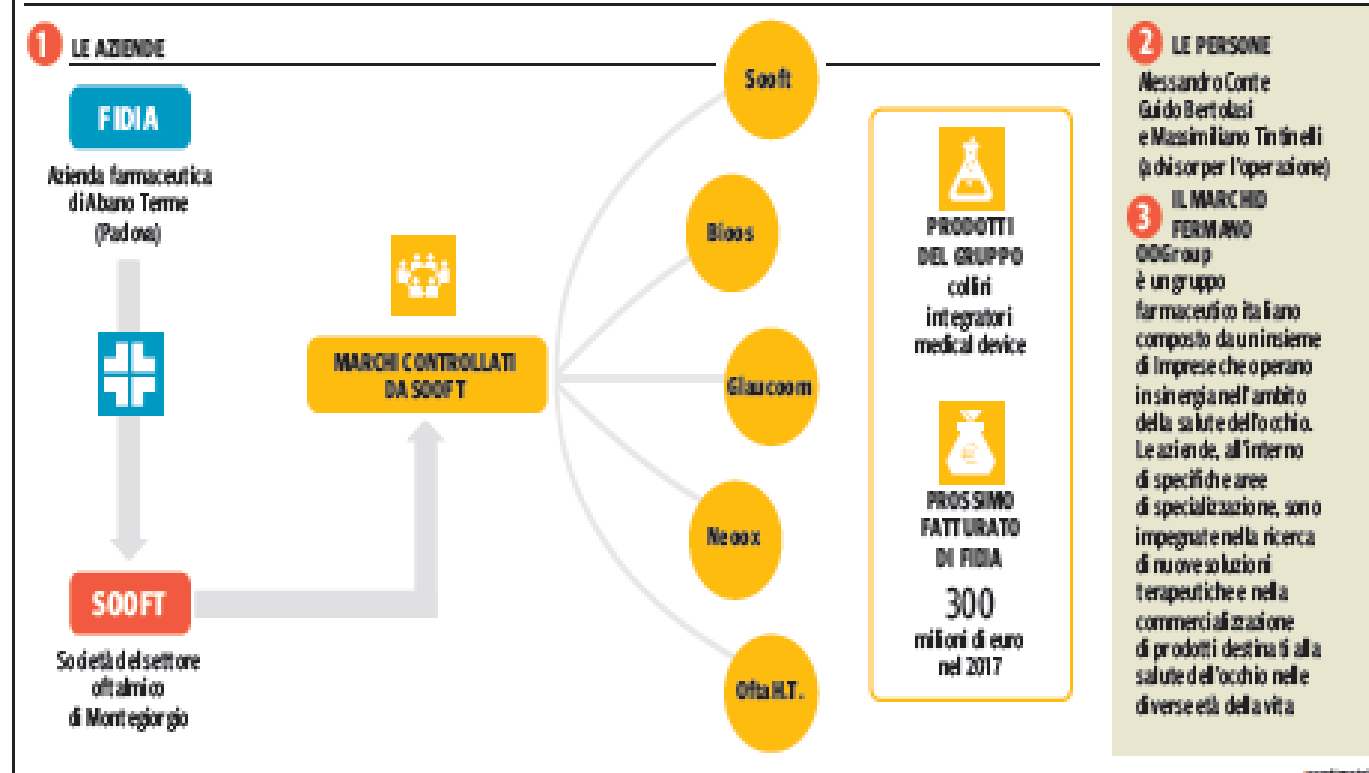 1 LE AZIENDE
FIDIA
Azienda farmaceutica
di Abano Terme
(Padova)
SOOFT
Società del settore
oftalmico
di Montegiorgio
MARCHI CONTROLLATI
DA SOOFT
Sooft
Bioos
Glaucoom
Neoox
Ofta H.T.
PRODOTTI
DEL GRUPPO
colliri
integratori
medical device
€
PROSSIMO
FATTURATO
DI FIDIA
300
milioni di euro
nel 2017
2 LE PERSONE
Alessandro Conte
Guido Bertolasi
e Massimiliano Tintinelli
(advisor per l'operazione)
3 IL MARCHIO
FERMANO
OOGroup
è un gruppo
farmaceutico italiano
composto da un insieme
di Imprese che operano
in sinergia nell'ambito
della salute dell'occhio.
Le aziende, all'interno
di specifiche aree
di specializzazione, sono
impegnate nella ricerca
di nuove soluzioni
terapeutiche e nella
commercializzazione
di prodotti destinati alla
salute dell'occhio nelle
diverse età della vita